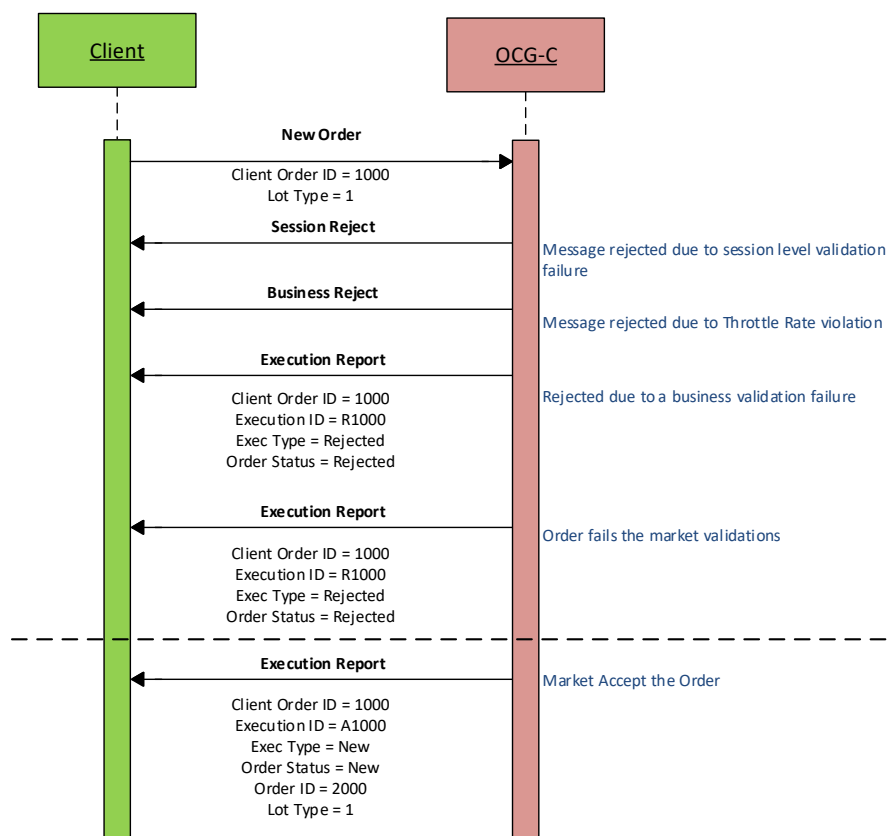 Client
OCG-C
New Order
Client Order ID = 1000
Lot Type = 1
Session Reject
Message rejected due to session level validation
failure
Business Reject
Message rejected due to Throttle Rate violation
Execution Report
Rejected due to a business validation failure
Client Order ID = 1000
Execution ID = R1000
Exec Type = Rejected
Order Status = Rejected
Execution Report
Order fails the market validations
Client Order ID = 1000
Execution ID = R1000
Exec Type = Rejected
Order Status = Rejected
Execution Report
Market Accept the Order
Client Order ID = 1000
Execution ID = A1000
Exec Type = New
Order Status = New
Order ID = 2000
Lot Type = 1